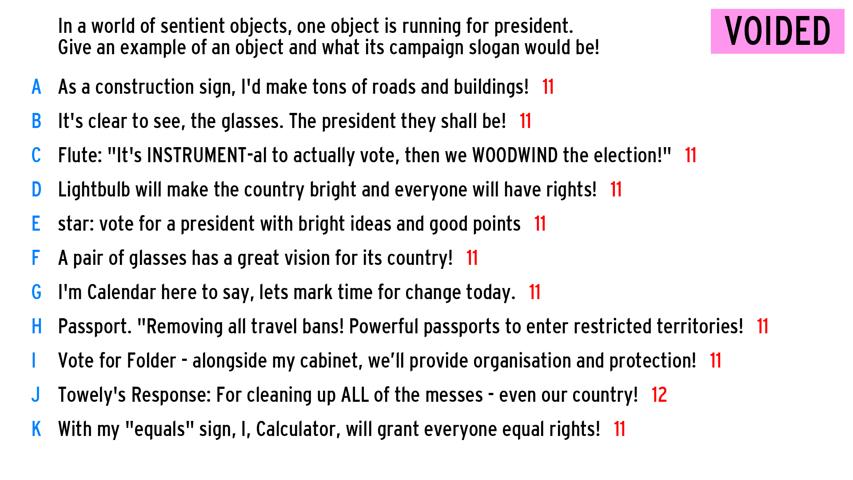 In a world of sentient objects, one object is running for president.
Give an example of an object and what its campaign slogan would be!
VOIDED
A As a construction sign, I'd make tons of roads and buildings! 11
B It's clear to see, the glasses. The president they shall be! 11
C Flute: "It's INSTRUMENT-al to actually vote, then we WOODWIND the election!" 11
D Lightbulb will make the country bright and everyone will have rights! 11
E star: vote for a president with bright ideas and good points 11
F A pair of glasses has a great vision for its country! 11
G I'm Calendar here to say, lets mark time for change today. 11
H Passport. "Removing all travel bans! Powerful passports to enter restricted territories! 11
I Vote for Folder - alongside my cabinet, we'll provide organisation and protection! 11
J Towely's Response: For cleaning up ALL of the messes - even our country! 12
K With my "equals" sign, I, Calculator, will grant everyone equal rights! 11